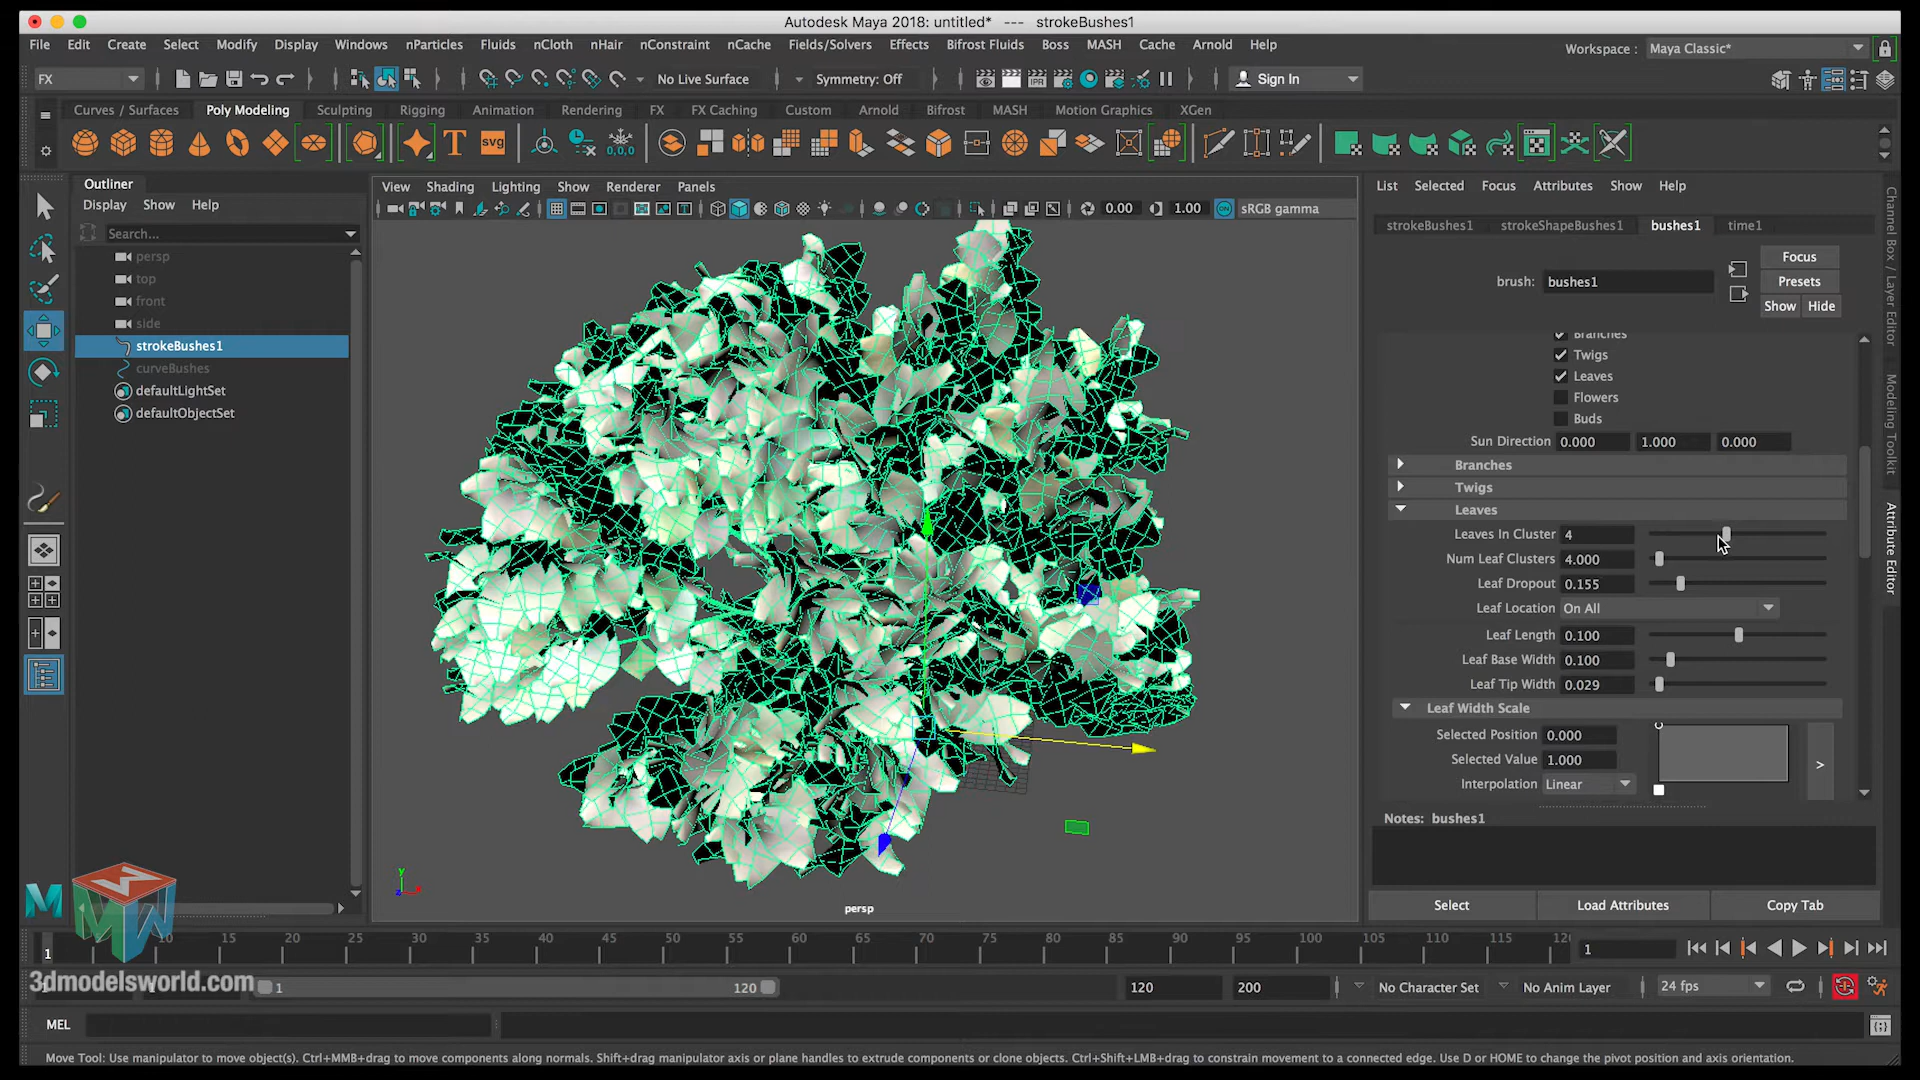 Autodesk Maya 2018: untitled*   ---   strokeBushes1
File Edit Create Select Modify Display Windows nParticles Fluids nCloth nHair nConstraint nCache Fields/Solvers Effects Bifrost Fluids Boss MASH Cache Arnold Help Workspace : Maya Classic*
FX No Live Surface Symmetry: Off Sign In
Curves / Surfaces Poly Modeling Sculpting Rigging Animation Rendering FX FX Caching Custom Arnold Bifrost MASH Motion Graphics XGen
T svg 0,0,0
Outliner
Display Show Help
Search...
persp
top
front
side
strokeBushes1
curveBushes
defaultLightSet
defaultObjectSet
View Shading Lighting Show Renderer Panels
0.00 1.00 ON sRGB gamma
persp
y
List Selected Focus Attributes Show Help
strokeBushes1 strokeShapeBushes1 bushes1 time1
brush: bushes1
Focus
Presets
Show Hide
Branches
Twigs
Leaves
Flowers
Buds
Sun Direction 0.000 1.000 0.000
Branches
Twigs
Leaves
Leaves In Cluster 4
Num Leaf Clusters 4.000
Leaf Dropout 0.155
Leaf Location On All
Leaf Length 0.100
Leaf Base Width 0.100
Leaf Tip Width 0.029
Leaf Width Scale
Selected Position 0.000
Selected Value 1.000
Interpolation Linear
>
Notes: bushes1
Select Load Attributes Copy Tab
Channel Box / Layer Editor
Modeling Toolkit
Attribute Editor
1 10 15 20 25 30 35 40 45 50 55 60 65 70 75 80 85 90 95 100 105 110 115 12 1
3dmodelsworld.com
1 120 120 200 No Character Set No Anim Layer 24 fps
MEL
Move Tool: Use manipulator to move object(s). Ctrl+MMB+drag to move components along normals. Shift+drag manipulator axis or plane handles to extrude components or clone objects. Ctrl+Shift+LMB+drag to constrain movement to a connected edge. Use D or HOME to change the pivot position and axis orientation.